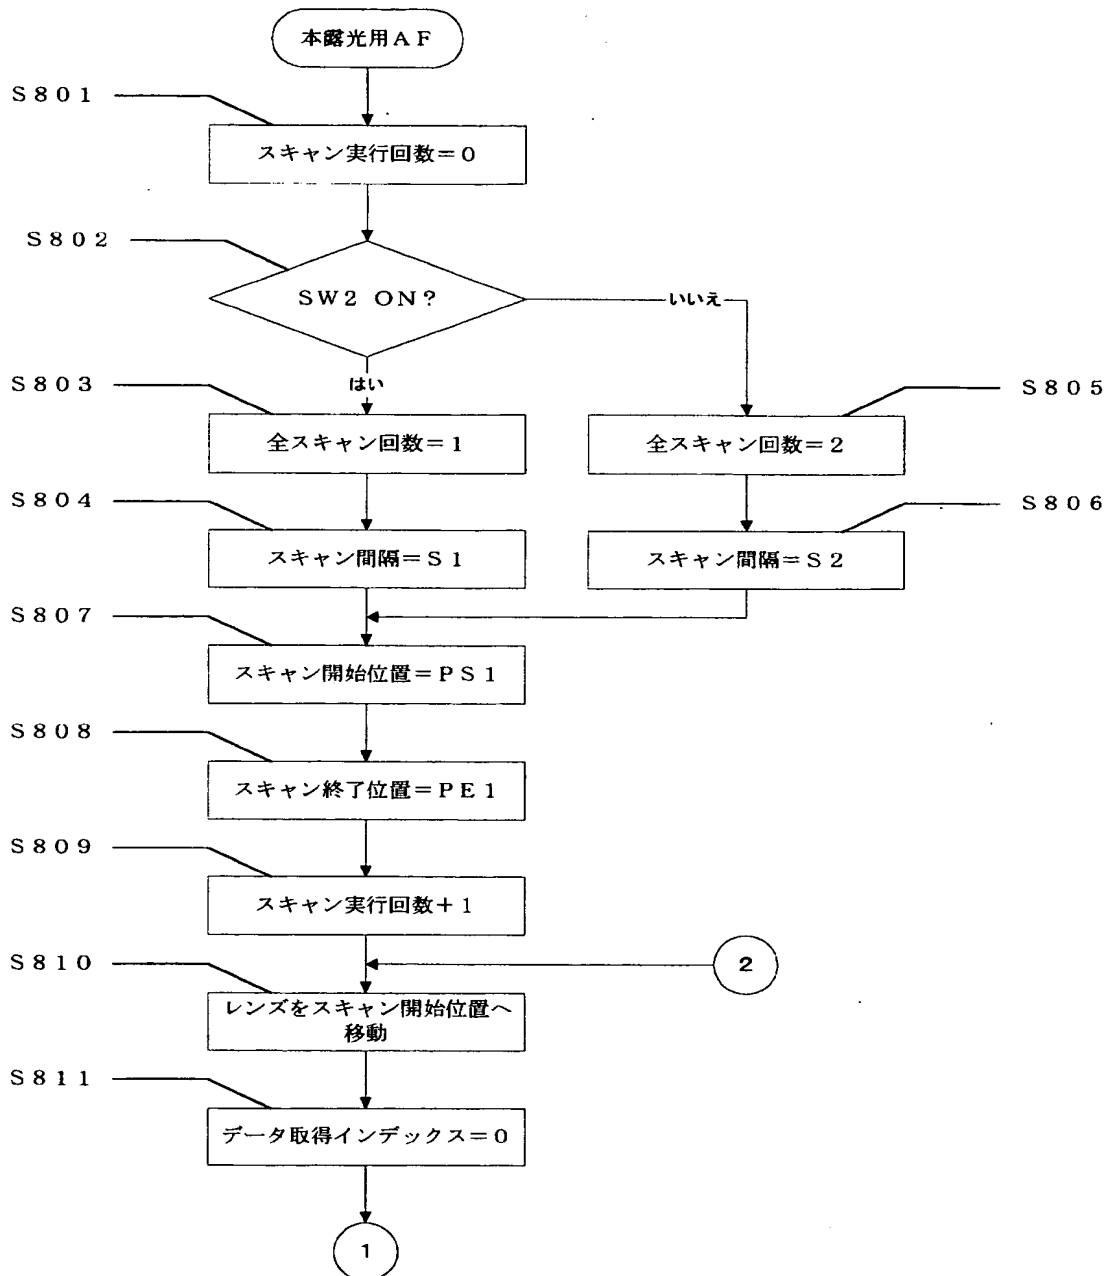 本露光用ＡＦ
Ｓ８０１
スキャン実行回数＝０
Ｓ８０２
ＳＷ２ ＯＮ？
いいえ
はい
Ｓ８０３
全スキャン回数＝１
Ｓ８０５
全スキャン回数＝２
Ｓ８０４
スキャン間隔＝Ｓ１
Ｓ８０６
スキャン間隔＝Ｓ２
Ｓ８０７
スキャン開始位置＝ＰＳ１
Ｓ８０８
スキャン終了位置＝ＰＥ１
Ｓ８０９
スキャン実行回数＋１
２
Ｓ８１０
レンズをスキャン開始位置へ
移動
Ｓ８１１
データ取得インデックス＝０
１